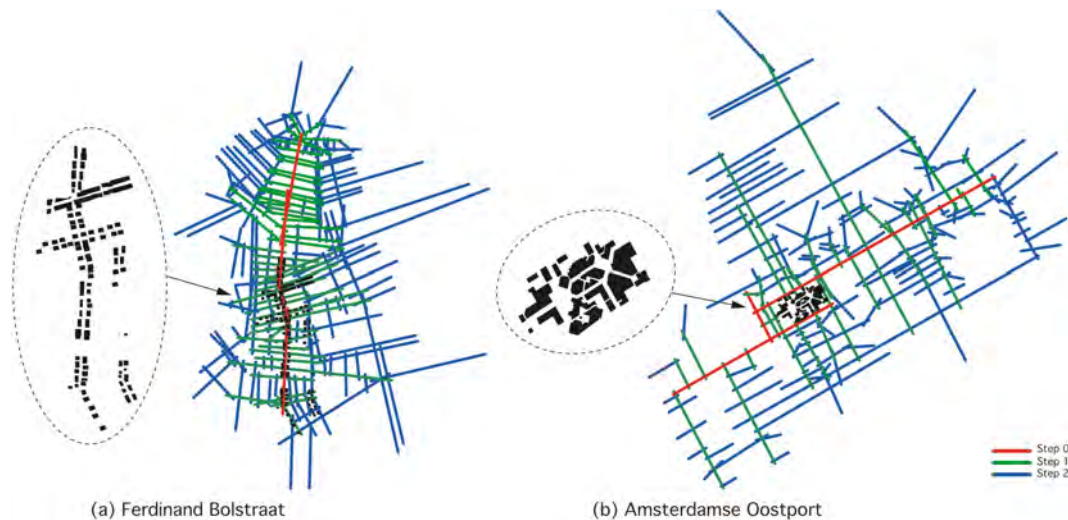 Step 0
Step 1
Step 2
(a) Ferdinand Bolstraat
(b) Amsterdamse Oostport